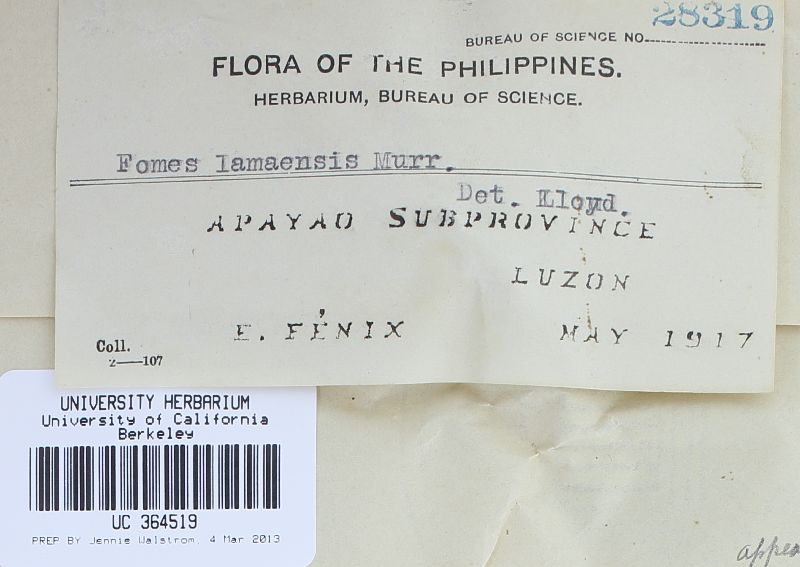 28319
BUREAU OF SCIENCE NO.
FLORA OF THE PHILIPPINES.
HERBARIUM, BUREAU OF SCIENCE.
Fomes lamaensis Murr.
Det. Lloyd.
APAYAO SUBPROVINCE
LUZON
Coll. E. FÉNIX MAY 1917
2—107
UNIVERSITY HERBARIUM
University of California
Berkeley
UC 364519
PREP BY Jennie Walstrom, 4 Mar 2013